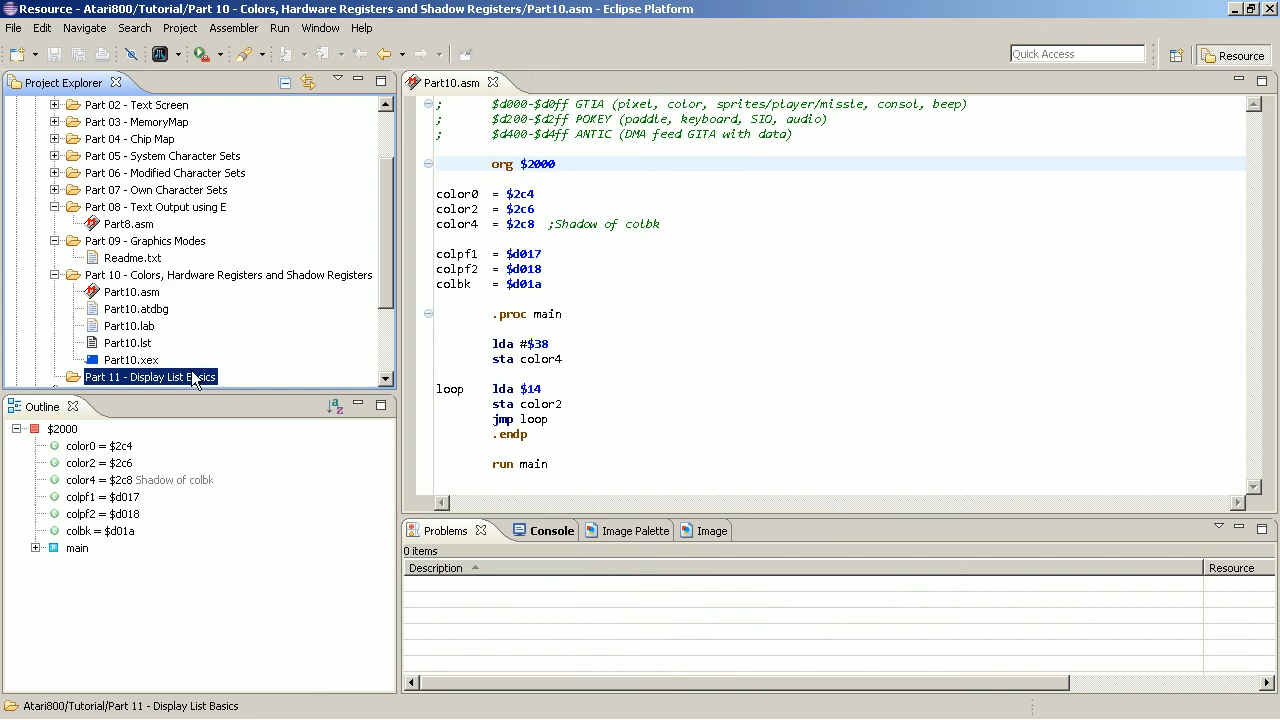 Resource - Atari800/Tutorial/Part 10 - Colors, Hardware Registers and Shadow Registers/Part10.asm - Eclipse Platform
File Edit Navigate Search Project Assembler Run Window Help
Quick Access
Resource
Project Explorer
Part 02 - Text Screen
Part 03 - MemoryMap
Part 04 - Chip Map
Part 05 - System Character Sets
Part 06 - Modified Character Sets
Part 07 - Own Character Sets
Part 08 - Text Output using E
Part8.asm
Part 09 - Graphics Modes
Readme.txt
Part 10 - Colors, Hardware Registers and Shadow Registers
Part10.asm
Part10.atdbg
Part10.lab
Part10.lst
Part10.xex
Part 11 - Display List Basics
Outline
$2000
color0 = $2c4
color2 = $2c6
color4 = $2c8 Shadow of colbk
colpf1 = $d017
colpf2 = $d018
colbk = $d01a
main
Part10.asm
; $d000-$d0ff GTIA (pixel, color, sprites/player/missle, consol, beep)
; $d200-$d2ff POKEY (paddle, keyboard, SIO, audio)
; $d400-$d4ff ANTIC (DMA feed GITA with data)
org $2000
color0 = $2c4
color2 = $2c6
color4 = $2c8 ;Shadow of colbk
colpf1 = $d017
colpf2 = $d018
colbk = $d01a
.proc main
lda #$38
sta color4
loop lda $14
sta color2
jmp loop
.endp
run main
Problems Console Image Palette Image
0 items
Description Resource
Atari800/Tutorial/Part 11 - Display List Basics